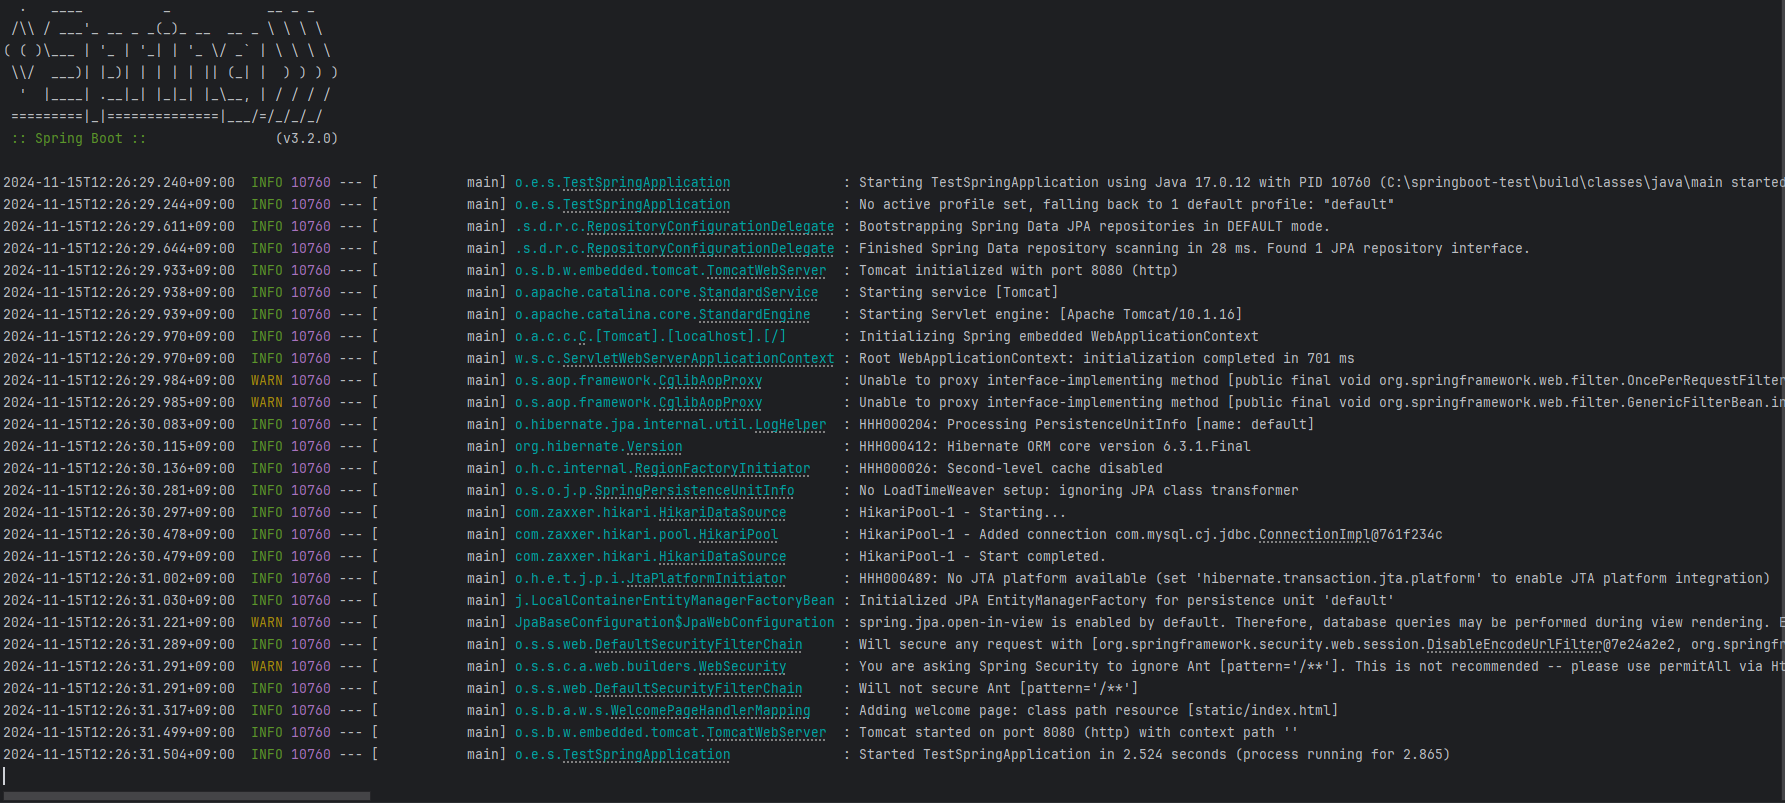 .   ____          _            __ _ _
 /\\ / ___'_ __ _ _(_)_ __  __ _ \ \ \ \
( ( )\___ | '_ | '_| | '_ \/ _` | \ \ \ \
 \\/  ___)| |_)| | | | | || (_| |  ) ) ) )
  '  |____| .__|_| |_|_| |_\__, | / / / /
 =========|_|==============|___/=/_/_/_/
 :: Spring Boot ::                (v3.2.0)
2024-11-15T12:26:29.240+09:00  INFO 10760 --- [           main] o.e.s.TestSpringApplication              : Starting TestSpringApplication using Java 17.0.12 with PID 10760 (C:\springboot-test\build\classes\java\main started
2024-11-15T12:26:29.244+09:00  INFO 10760 --- [           main] o.e.s.TestSpringApplication              : No active profile set, falling back to 1 default profile: "default"
2024-11-15T12:26:29.611+09:00  INFO 10760 --- [           main] .s.d.r.c.RepositoryConfigurationDelegate : Bootstrapping Spring Data JPA repositories in DEFAULT mode.
2024-11-15T12:26:29.644+09:00  INFO 10760 --- [           main] .s.d.r.c.RepositoryConfigurationDelegate : Finished Spring Data repository scanning in 28 ms. Found 1 JPA repository interface.
2024-11-15T12:26:29.933+09:00  INFO 10760 --- [           main] o.s.b.w.embedded.tomcat.TomcatWebServer  : Tomcat initialized with port 8080 (http)
2024-11-15T12:26:29.938+09:00  INFO 10760 --- [           main] o.apache.catalina.core.StandardService   : Starting service [Tomcat]
2024-11-15T12:26:29.939+09:00  INFO 10760 --- [           main] o.apache.catalina.core.StandardEngine    : Starting Servlet engine: [Apache Tomcat/10.1.16]
2024-11-15T12:26:29.970+09:00  INFO 10760 --- [           main] o.a.c.c.C.[Tomcat].[localhost].[/]       : Initializing Spring embedded WebApplicationContext
2024-11-15T12:26:29.970+09:00  INFO 10760 --- [           main] w.s.c.ServletWebServerApplicationContext : Root WebApplicationContext: initialization completed in 701 ms
2024-11-15T12:26:29.984+09:00  WARN 10760 --- [           main] o.s.aop.framework.CglibAopProxy          : Unable to proxy interface-implementing method [public final void org.springframework.web.filter.OncePerRequestFilter
2024-11-15T12:26:29.985+09:00  WARN 10760 --- [           main] o.s.aop.framework.CglibAopProxy          : Unable to proxy interface-implementing method [public final void org.springframework.web.filter.GenericFilterBean.in
2024-11-15T12:26:30.083+09:00  INFO 10760 --- [           main] o.hibernate.jpa.internal.util.LogHelper  : HHH000204: Processing PersistenceUnitInfo [name: default]
2024-11-15T12:26:30.115+09:00  INFO 10760 --- [           main] org.hibernate.Version                    : HHH000412: Hibernate ORM core version 6.3.1.Final
2024-11-15T12:26:30.136+09:00  INFO 10760 --- [           main] o.h.c.internal.RegionFactoryInitiator    : HHH000026: Second-level cache disabled
2024-11-15T12:26:30.281+09:00  INFO 10760 --- [           main] o.s.o.j.p.SpringPersistenceUnitInfo      : No LoadTimeWeaver setup: ignoring JPA class transformer
2024-11-15T12:26:30.297+09:00  INFO 10760 --- [           main] com.zaxxer.hikari.HikariDataSource       : HikariPool-1 - Starting...
2024-11-15T12:26:30.478+09:00  INFO 10760 --- [           main] com.zaxxer.hikari.pool.HikariPool        : HikariPool-1 - Added connection com.mysql.cj.jdbc.ConnectionImpl@761f234c
2024-11-15T12:26:30.479+09:00  INFO 10760 --- [           main] com.zaxxer.hikari.HikariDataSource       : HikariPool-1 - Start completed.
2024-11-15T12:26:31.002+09:00  INFO 10760 --- [           main] o.h.e.t.j.p.i.JtaPlatformInitiator       : HHH000489: No JTA platform available (set 'hibernate.transaction.jta.platform' to enable JTA platform integration)
2024-11-15T12:26:31.030+09:00  INFO 10760 --- [           main] j.LocalContainerEntityManagerFactoryBean : Initialized JPA EntityManagerFactory for persistence unit 'default'
2024-11-15T12:26:31.221+09:00  WARN 10760 --- [           main] JpaBaseConfiguration$JpaWebConfiguration : spring.jpa.open-in-view is enabled by default. Therefore, database queries may be performed during view rendering. E
2024-11-15T12:26:31.289+09:00  INFO 10760 --- [           main] o.s.s.web.DefaultSecurityFilterChain     : Will secure any request with [org.springframework.security.web.session.DisableEncodeUrlFilter@7e24a2e2, org.springfr
2024-11-15T12:26:31.291+09:00  WARN 10760 --- [           main] o.s.s.c.a.web.builders.WebSecurity       : You are asking Spring Security to ignore Ant [pattern='/**']. This is not recommended -- please use permitAll via Ht
2024-11-15T12:26:31.291+09:00  INFO 10760 --- [           main] o.s.s.web.DefaultSecurityFilterChain     : Will not secure Ant [pattern='/**']
2024-11-15T12:26:31.317+09:00  INFO 10760 --- [           main] o.s.b.a.w.s.WelcomePageHandlerMapping    : Adding welcome page: class path resource [static/index.html]
2024-11-15T12:26:31.499+09:00  INFO 10760 --- [           main] o.s.b.w.embedded.tomcat.TomcatWebServer  : Tomcat started on port 8080 (http) with context path ''
2024-11-15T12:26:31.504+09:00  INFO 10760 --- [           main] o.e.s.TestSpringApplication              : Started TestSpringApplication in 2.524 seconds (process running for 2.865)